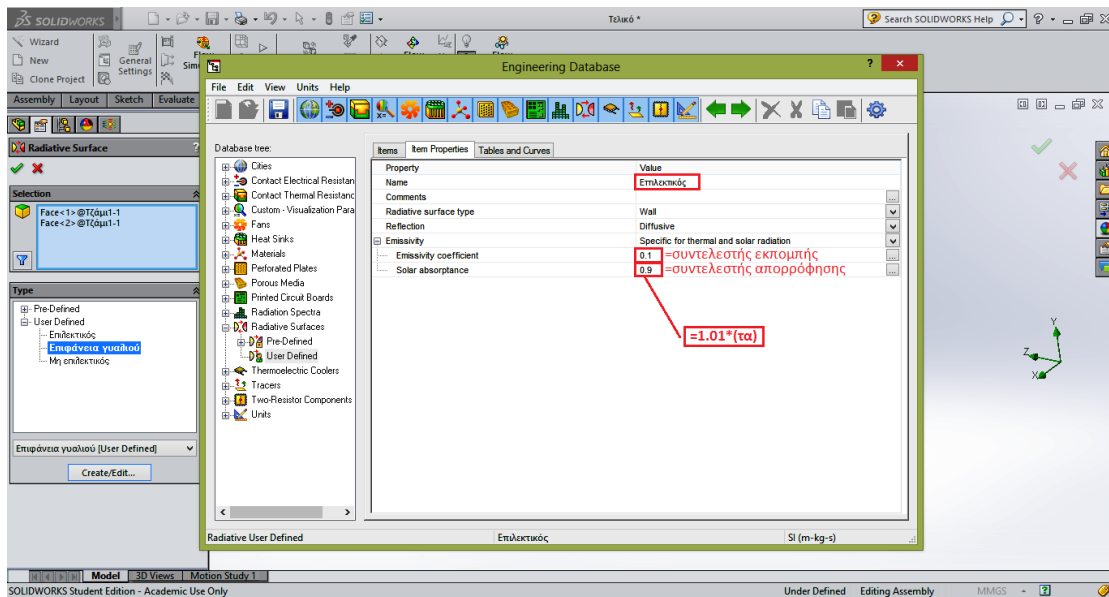 SOLIDWORKS
Τελικό *
Search SOLIDWORKS Help
Wizard
New
Clone Project
General Settings
Assembly
Layout
Sketch
Evaluate
Radiative Surface
?
Selection
Face<1>@Τζάμι1-1
Face<2>@Τζάμι1-1
Type
Pre-Defined
User Defined
Επιλεκτικός
Επιφάνεια γυαλιού
Μη επιλεκτικός
Επιφάνεια γυαλιού [User Defined]
Create/Edit...
Engineering Database
File Edit View Units Help
Database tree:
Cities
Contact Electrical Resistan
Contact Thermal Resistanc
Custom - Visualization Para
Fans
Heat Sinks
Materials
Perforated Plates
Porous Media
Printed Circuit Boards
Radiation Spectra
Radiative Surfaces
Pre-Defined
User Defined
Thermoelectric Coolers
Tracers
Two-Resistor Components
Units
Items
Item Properties
Tables and Curves
Property Value
Name Επιλεκτικός
Comments
Radiative surface type Wall
Reflection Diffusive
Emissivity Specific for thermal and solar radiation
Emissivity coefficient 0.1 =συντελεστής εκπομπής
Solar absorptance 0.9 =συντελεστής απορρόφησης
=1.01*(τα)
Radiative User Defined Επιλεκτικός SI (m-kg-s)
Y
Z
X
Model
3D Views
Motion Study 1
SOLIDWORKS Student Edition - Academic Use Only
Under Defined Editing Assembly MMGS